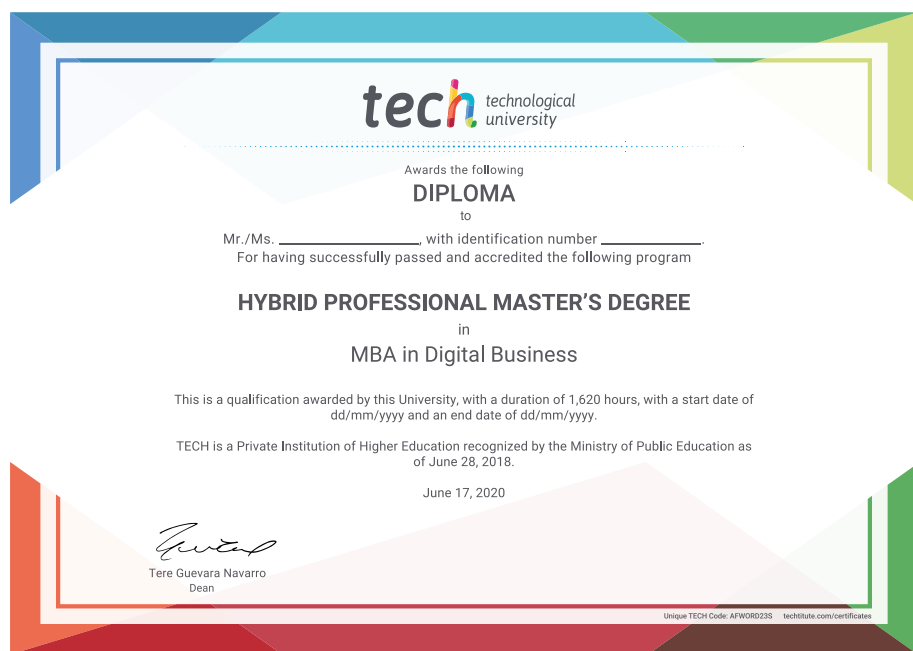 tech technological
university
Awards the following
DIPLOMA
to
Mr./Ms. ________________, with identification number ____________.
For having successfully passed and accredited the following program
HYBRID PROFESSIONAL MASTER'S DEGREE
in
MBA in Digital Business
This is a qualification awarded by this University, with a duration of 1,620 hours, with a start date of
dd/mm/yyyy and an end date of dd/mm/yyyy.
TECH is a Private Institution of Higher Education recognized by the Ministry of Public Education as
of June 28, 2018.
June 17, 2020
Tere Guevara Navarro
Dean
Unique TECH Code: AFWORD23S techtitute.com/certificates